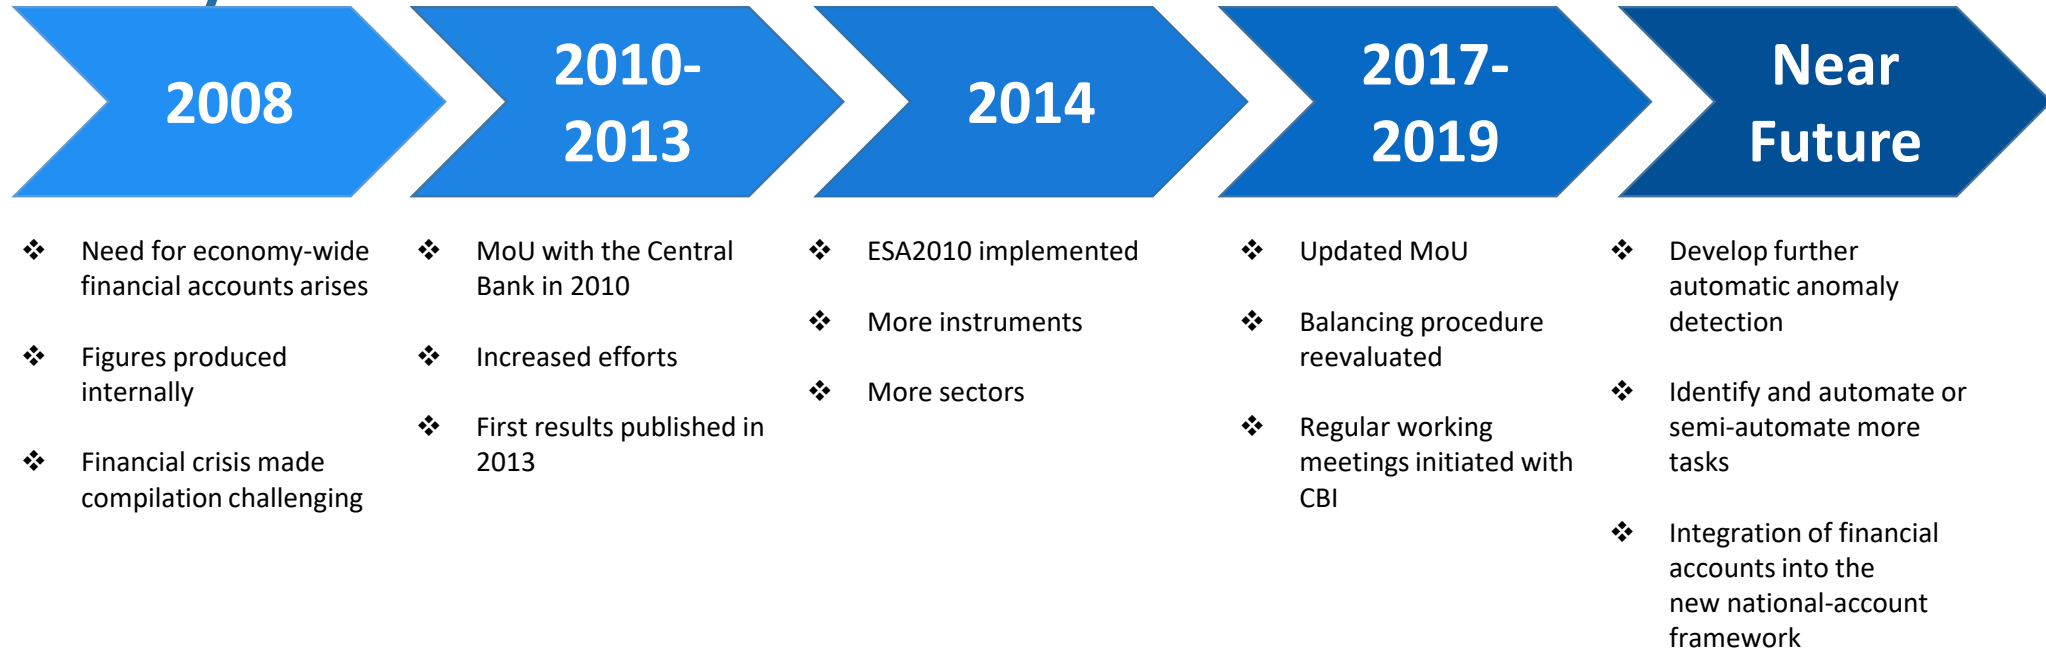 2008
Need for economy-wide
financial accounts arises
Figures produced
internally
Financial crisis made
compilation challenging
2010-
2013
MoU with the Central
Bank in 2010
Increased efforts
First results published in
2013
2014
ESA2010 implemented
More instruments
More sectors
2017-
2019
Updated MoU
Balancing procedure
reevaluated
Regular working
meetings initiated with
CBI
Near
Future
Develop further
automatic anomaly
detection
Identify and automate or
semi-automate more
tasks
Integration of financial
accounts into the
new national-account
framework